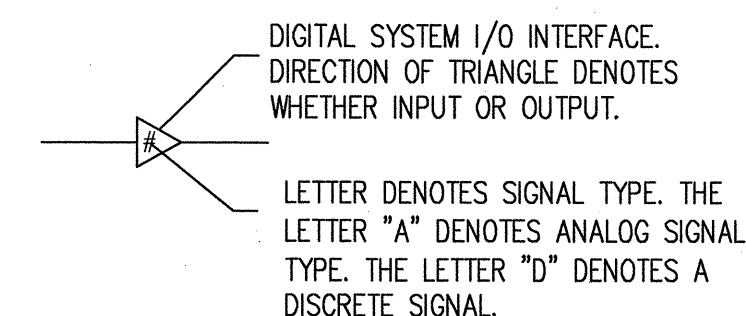 DIGITAL SYSTEM I/O INTERFACE.
DIRECTION OF TRIANGLE DENOTES
WHETHER INPUT OR OUTPUT.
#
LETTER DENOTES SIGNAL TYPE. THE
LETTER "A" DENOTES ANALOG SIGNAL
TYPE. THE LETTER "D" DENOTES A
DISCRETE SIGNAL.